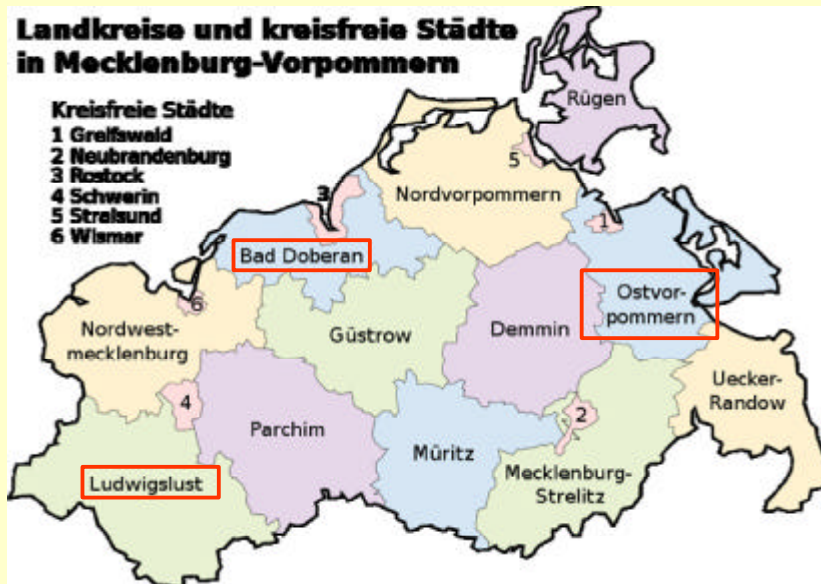 Landkreise und kreisfreie Städte
in Mecklenburg-Vorpommern
Kreisfreie Städte
1 Greifswald
2 Neubrandenburg
3 Rostock
4 Schwerin
5 Stralsund
6 Wismar
Rügen
5
Nordvorpommern
3
1
Bad Doberan
Ostvor-
pommern
6
Nordwest-
mecklenburg
Güstrow
Demmin
Uecker-
Randow
4
Parchim
2
Müritz
Mecklenburg-
Strelitz
Ludwigslust